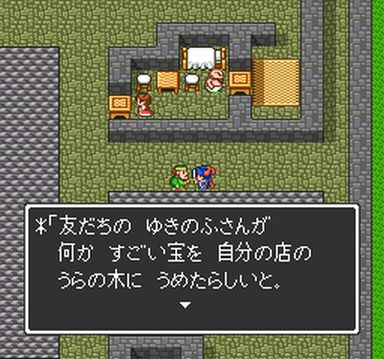 *「友だちの ゆきのふさんが
何か すごい宝を 自分の店の
うらの木に うめたらしいと。